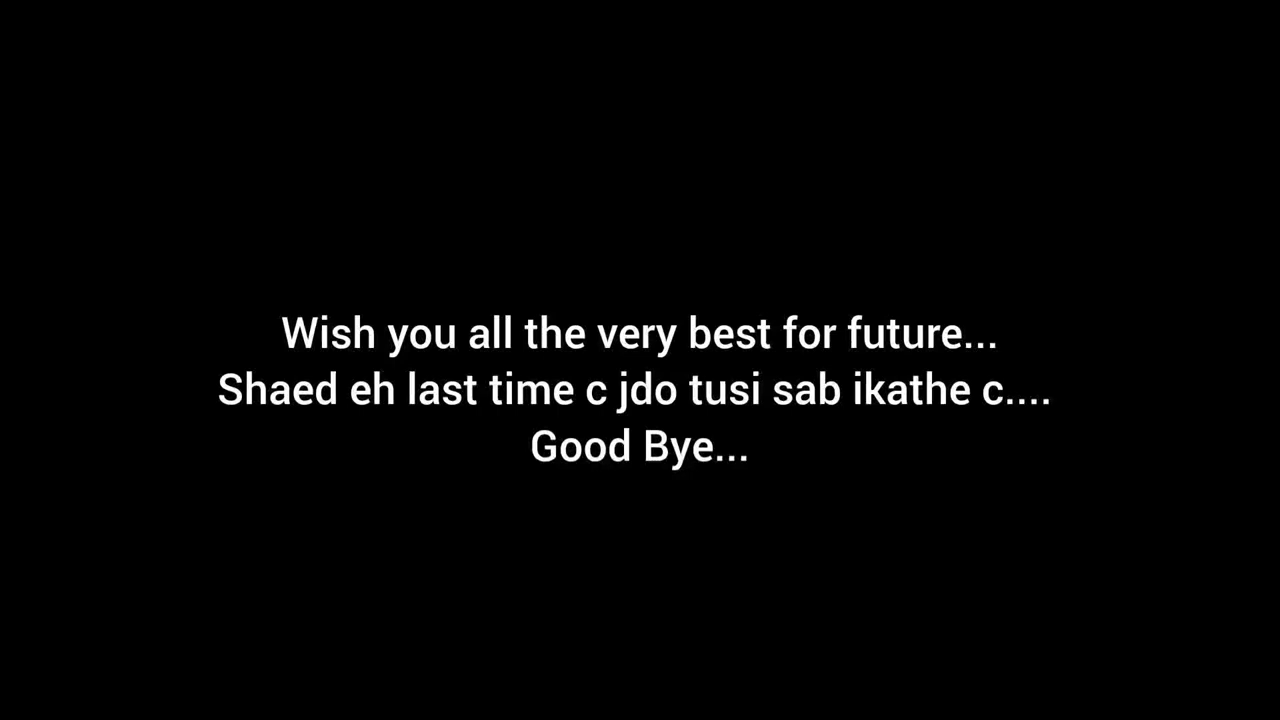 Wish you all the very best for future...
Shaed eh last time c jdo tusi sab ikathe c....
Good Bye...